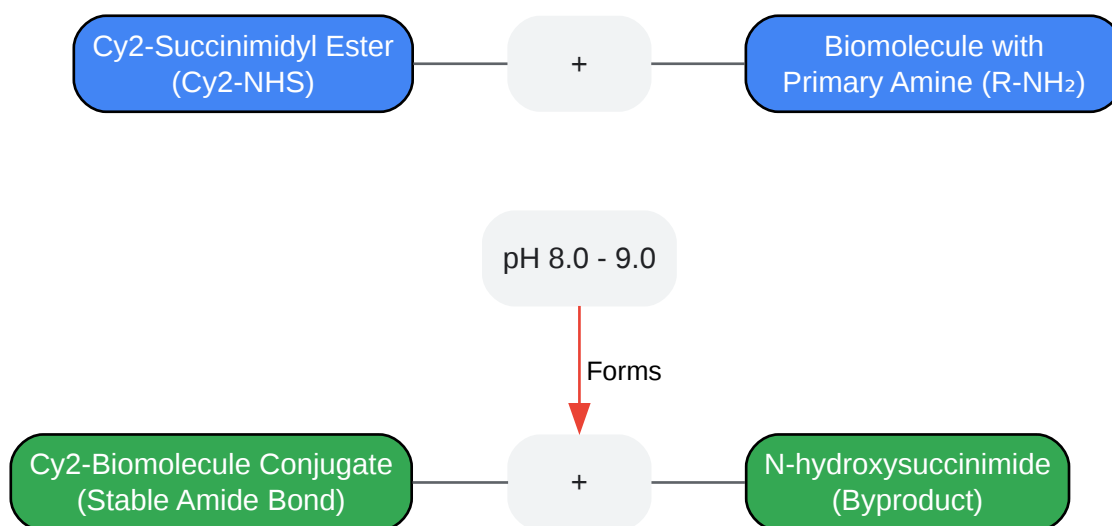 Cy2-Succinimidyl Ester
(Cy2-NHS)
+
Biomolecule with
Primary Amine (R-NH₂)
pH 8.0 - 9.0
Forms
Cy2-Biomolecule Conjugate
(Stable Amide Bond)
+
N-hydroxysuccinimide
(Byproduct)